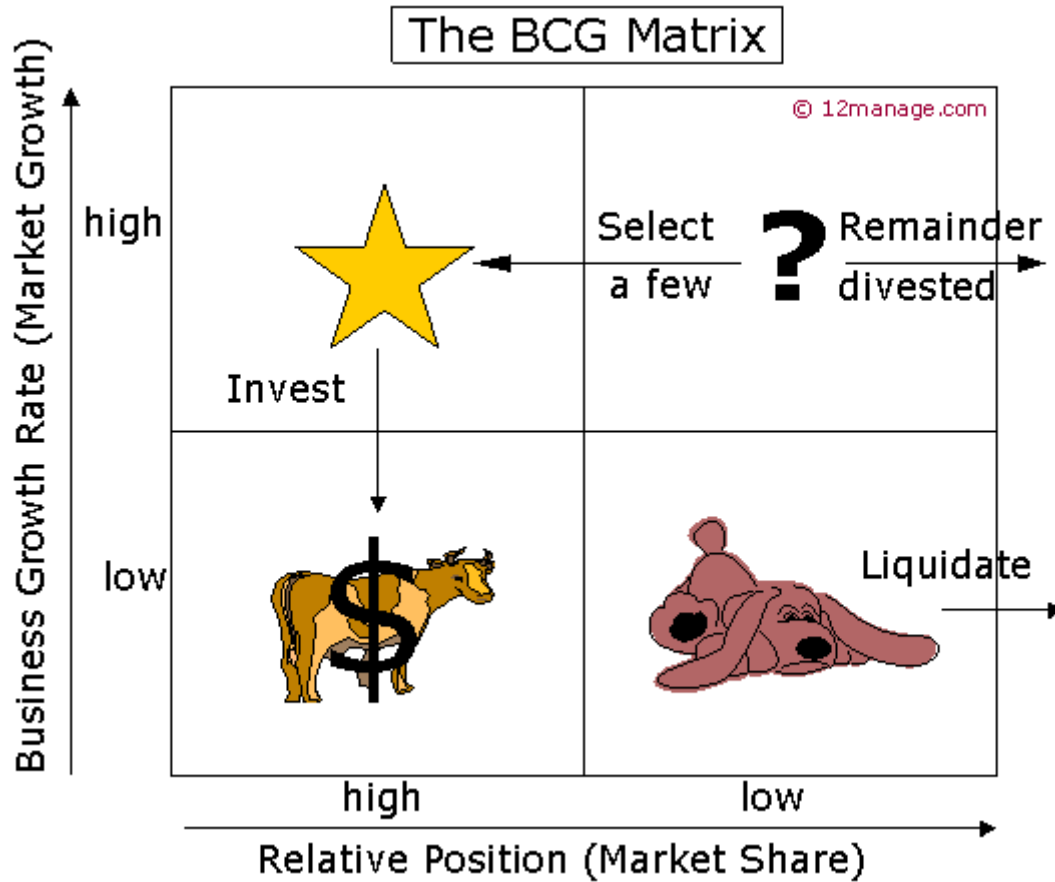 The BCG Matrix
© 12manage.com
Business Growth Rate (Market Growth)
high
Select
a few
?
Remainder
divested
Invest
low
$
Liquidate
high
low
Relative Position (Market Share)